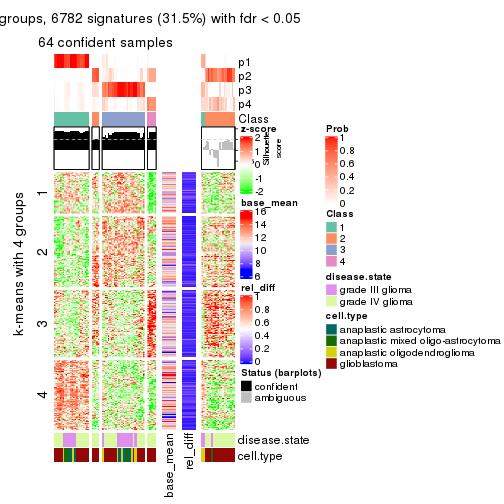 groups, 6782 signatures (31.5%) with fdr < 0.05
64 confident samples
p1
p2
p3
p4
Class
z-score
2
1
0
-1
-2
Silhouette
score
k-means with 4 groups
1
2
3
4
base_mean
16
14
12
10
8
6
rel_diff
1
0.8
0.6
0.4
0.2
0
Status (barplots)
confident
ambiguous
Prob
1
0.8
0.6
0.4
0.2
0
Class
1
2
3
4
disease.state
grade III glioma
grade IV glioma
cell.type
anaplastic astrocytoma
anaplastic mixed oligo-astrocytoma
anaplastic oligodendroglioma
glioblastoma
disease.state
cell.type
base_mean
rel_diff